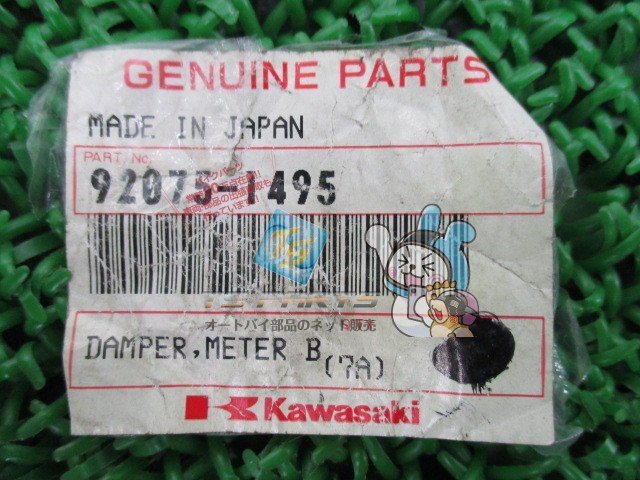 GENUINE PARTS
MADE IN JAPAN
PART. No.
92075-1495
オートバイ部品のネット販売
DAMPER, METER B
(7A)
Kawasaki